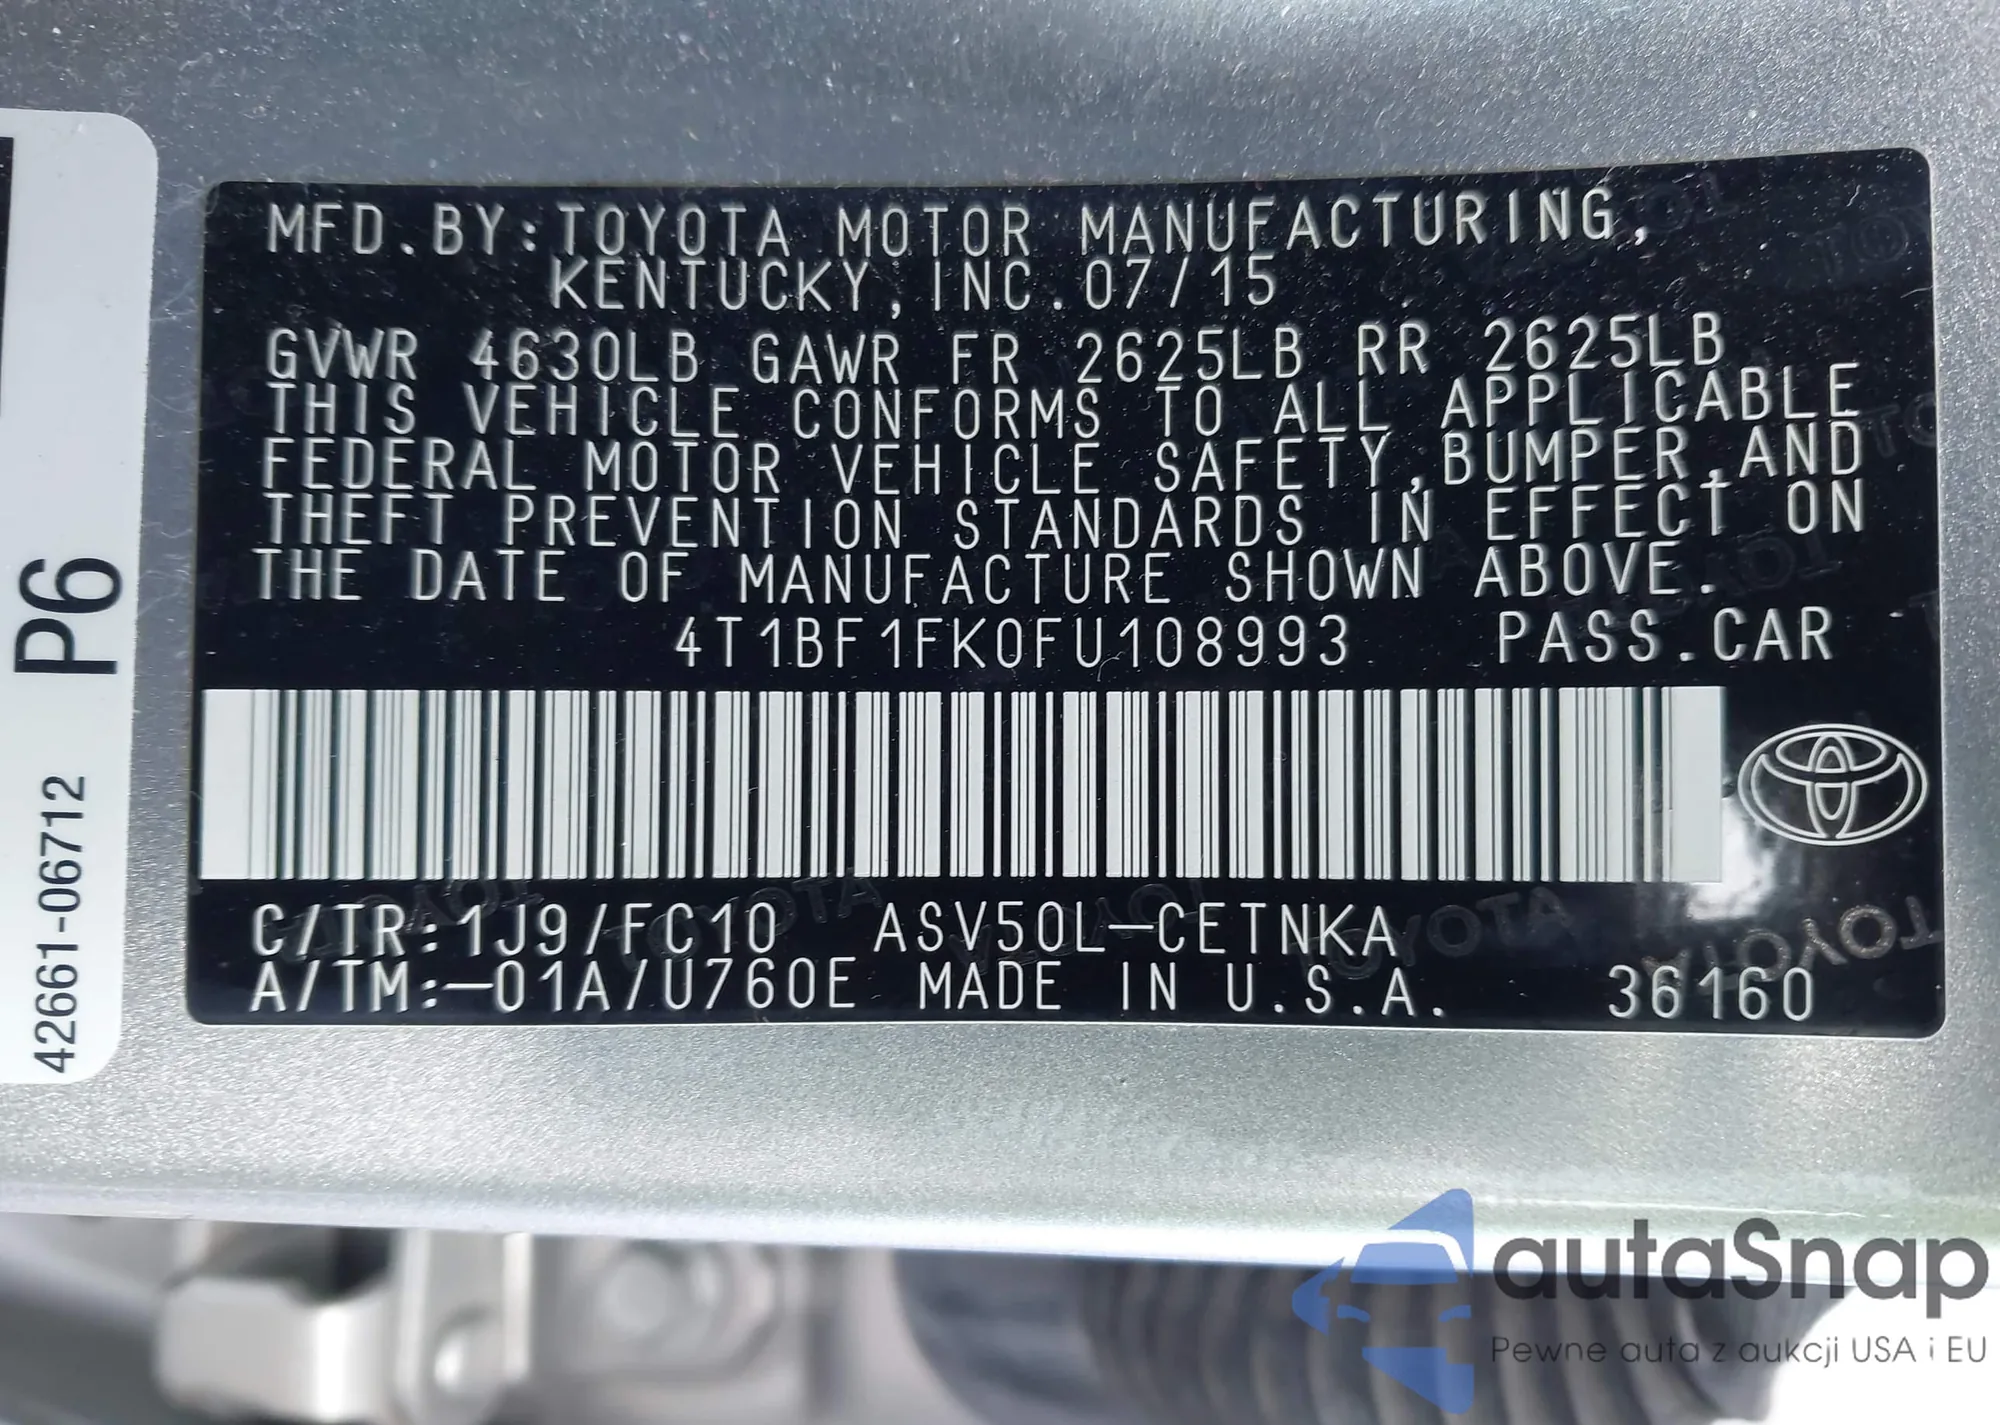 MFD.BY:TOYOTA MOTOR MANUFACTURING,
KENTUCKY, INC.07/15
GVWR 4630LB GAWR FR 2625LB RR 2625LB
THIS VEHICLE CONFORMS TO ALL APPLICABLE
FEDERAL MOTOR VEHICLE SAFETY,BUMPER,AND
THEFT PREVENTION STANDARDS IN EFFECT ON
THE DATE OF MANUFACTURE SHOWN ABOVE.
4T1BF1FK0FU108993 PASS.CAR
C/TR:1J9/FC10 ASV50L-CETNKA
A/TM:-01A/U760E MADE IN U.S.A. 36160
P6
42661-06712
autaSnap
Pewne auta z aukcji USA i EU